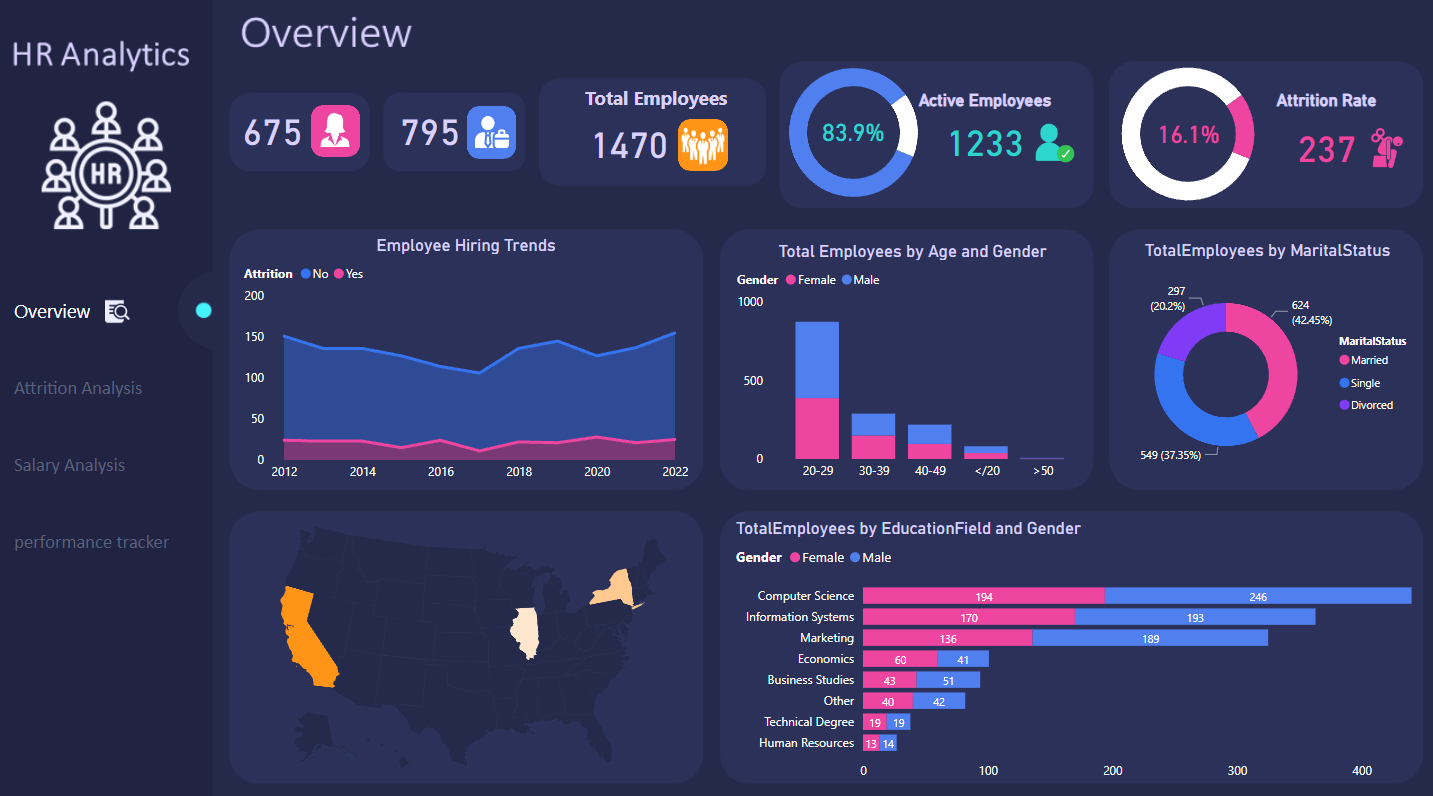 HR Analytics
HR
Overview
Attrition Analysis
Salary Analysis
performance tracker
Overview
675
795
Total Employees
1470
83.9%
Active Employees
1233
16.1%
Attrition Rate
237
Employee Hiring Trends
Attrition No Yes
200
150
100
50
0
2012 2014 2016 2018 2020 2022
Total Employees by Age and Gender
Gender Female Male
1000
500
0
20-29 30-39 40-49 </20 >50
TotalEmployees by MaritalStatus
297
(20.2%)
624
(42.45%)
549 (37.35%)
MaritalStatus
Married
Single
Divorced
TotalEmployees by EducationField and Gender
Gender Female Male
Computer Science 194 246
Information Systems 170 193
Marketing 136 189
Economics 60 41
Business Studies 43 51
Other 40 42
Technical Degree 19 19
Human Resources 13 14
0 100 200 300 400